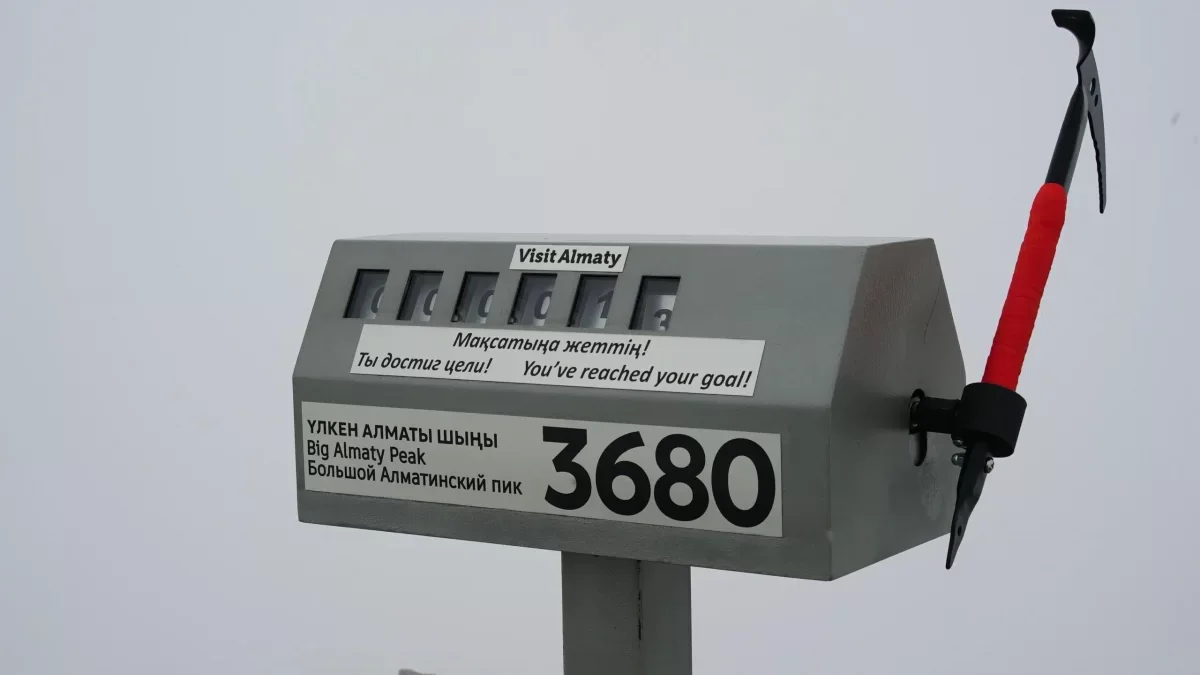 Visit Almaty
000013
Мақсатыңа жеттің!
Ты достиг цели! You've reached your goal!
ҮЛКЕН АЛМАТЫ ШЫҢЫ
Big Almaty Peak
Большой Алматинский пик
3680